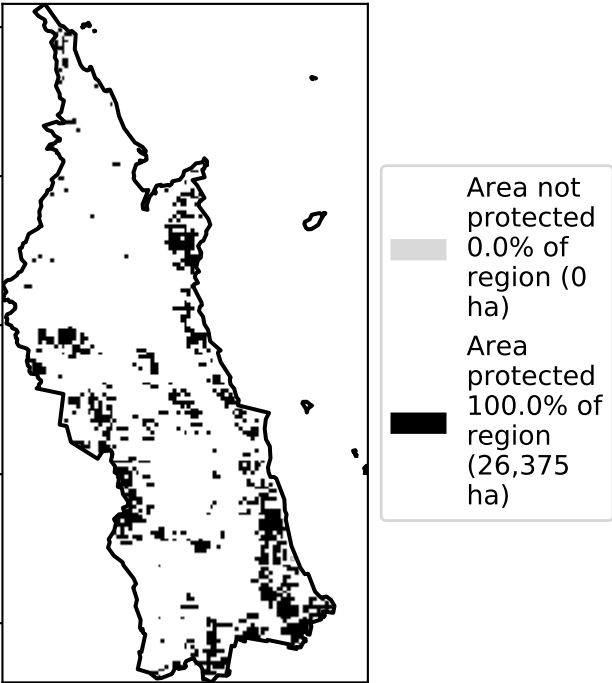 Area not
protected
0.0% of
region (0
ha)
Area
protected
100.0% of
region
(26,375
ha)